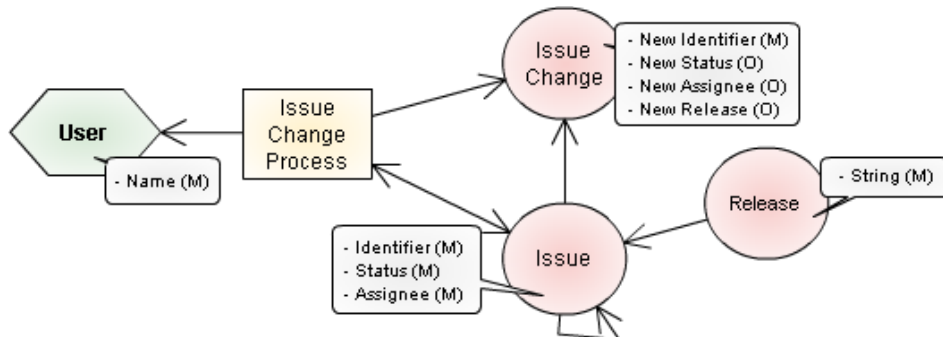 Issue
Change
- New Identifier (M)
- New Status (O)
- New Assignee (O)
- New Release (O)
User
- Name (M)
Issue
Change
Process
Release
- String (M)
Issue
- Identifier (M)
- Status (M)
- Assignee (M)